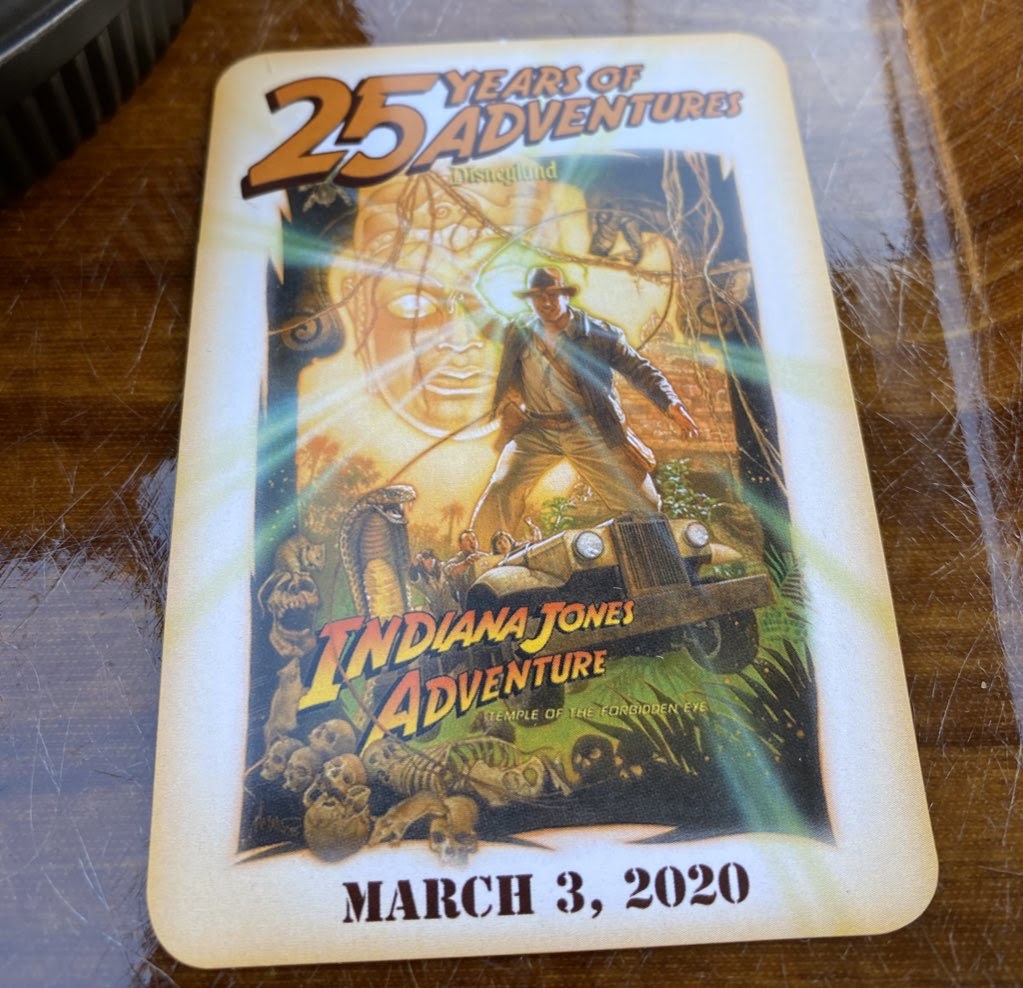 25 YEARS OF
ADVENTURES
Disneyland
INDIANA JONES
ADVENTURE
TEMPLE OF THE FORBIDDEN EYE
MARCH 3, 2020